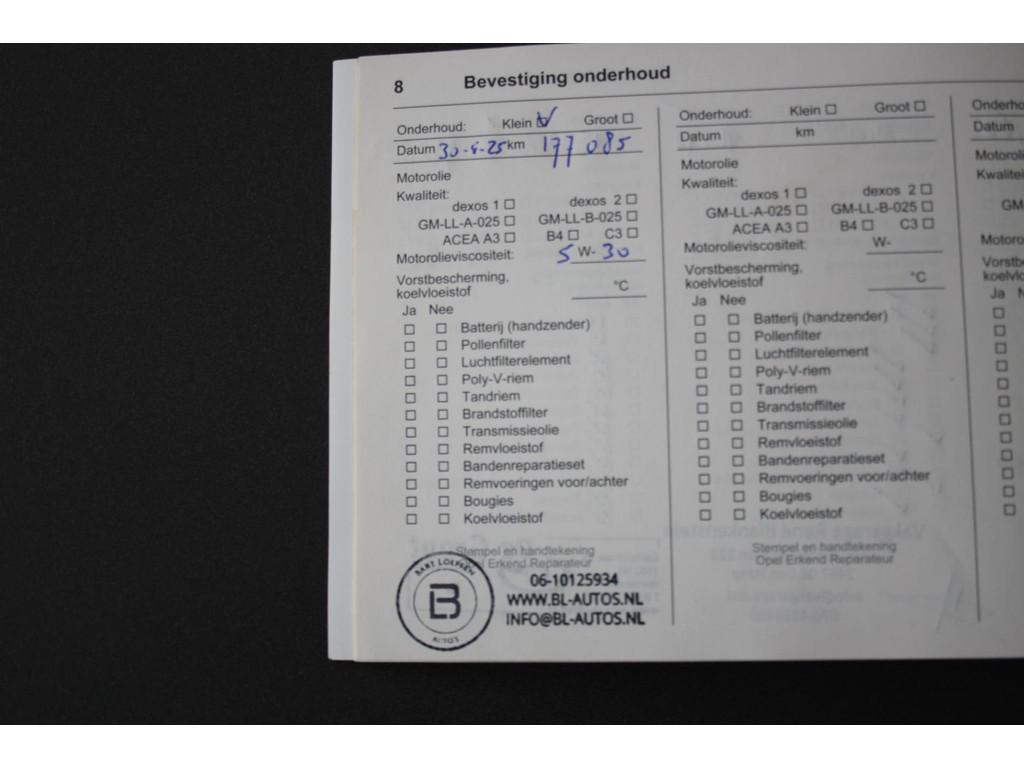 8 Bevestiging onderhoud
Onderhoud: Klein ☑ Groot ☐
Datum 30-4-25 km 177 085
Motorolie
Kwaliteit:
dexos 1 ☐ dexos 2 ☐
GM-LL-A-025 ☐ GM-LL-B-025 ☐
ACEA A3 ☐ B4 ☐ C3 ☐
Motorolieviscositeit: 5 W- 30
Vorstbescherming,
koelvloeistof °C
Ja Nee
☐ ☐ Batterij (handzender)
☐ ☐ Pollenfilter
☐ ☐ Luchtfilterelement
☐ ☐ Poly-V-riem
☐ ☐ Tandriem
☐ ☐ Brandstoffilter
☐ ☐ Transmissieolie
☐ ☐ Remvloeistof
☐ ☐ Bandenreparatieset
☐ ☐ Remvoeringen voor/achter
☐ ☐ Bougies
☐ ☐ Koelvloeistof
Stempel en handtekening
Opel Erkend Reparateur
B
AUTO'S
06-10125934
WWW.BL-AUTOS.NL
INFO@BL-AUTOS.NL
Onderhoud: Klein ☐ Groot ☐
Datum km
Motorolie
Kwaliteit:
dexos 1 ☐ dexos 2 ☐
GM-LL-A-025 ☐ GM-LL-B-025 ☐
ACEA A3 ☐ B4 ☐ C3 ☐
Motorolieviscositeit: W-
Vorstbescherming,
koelvloeistof °C
Ja Nee
☐ ☐ Batterij (handzender)
☐ ☐ Pollenfilter
☐ ☐ Luchtfilterelement
☐ ☐ Poly-V-riem
☐ ☐ Tandriem
☐ ☐ Brandstoffilter
☐ ☐ Transmissieolie
☐ ☐ Remvloeistof
☐ ☐ Bandenreparatieset
☐ ☐ Remvoeringen voor/achter
☐ ☐ Bougies
☐ ☐ Koelvloeistof
Stempel en handtekening
Opel Erkend Reparateur
Onderho
Datum
Motoroli
Kwalitei
GM
Motoro
Vorstb
koelvl
Ja N